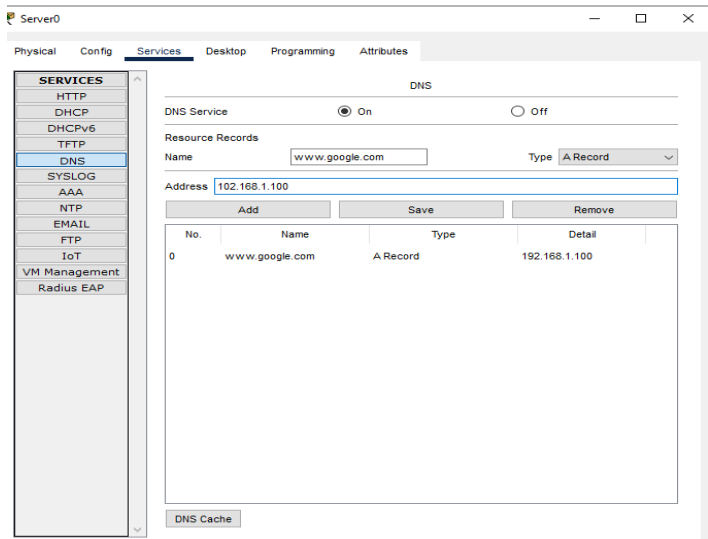 Server0
Physical Config Services Desktop Programming Attributes
SERVICES
HTTP
DHCP
DHCPv6
TFTP
DNS
SYSLOG
AAA
NTP
EMAIL
FTP
IoT
VM Management
Radius EAP
DNS
DNS Service On Off
Resource Records
Name www.google.com Type A Record
Address 102.168.1.100
Add Save Remove
No. Name Type Detail
0 www.google.com A Record 192.168.1.100
DNS Cache